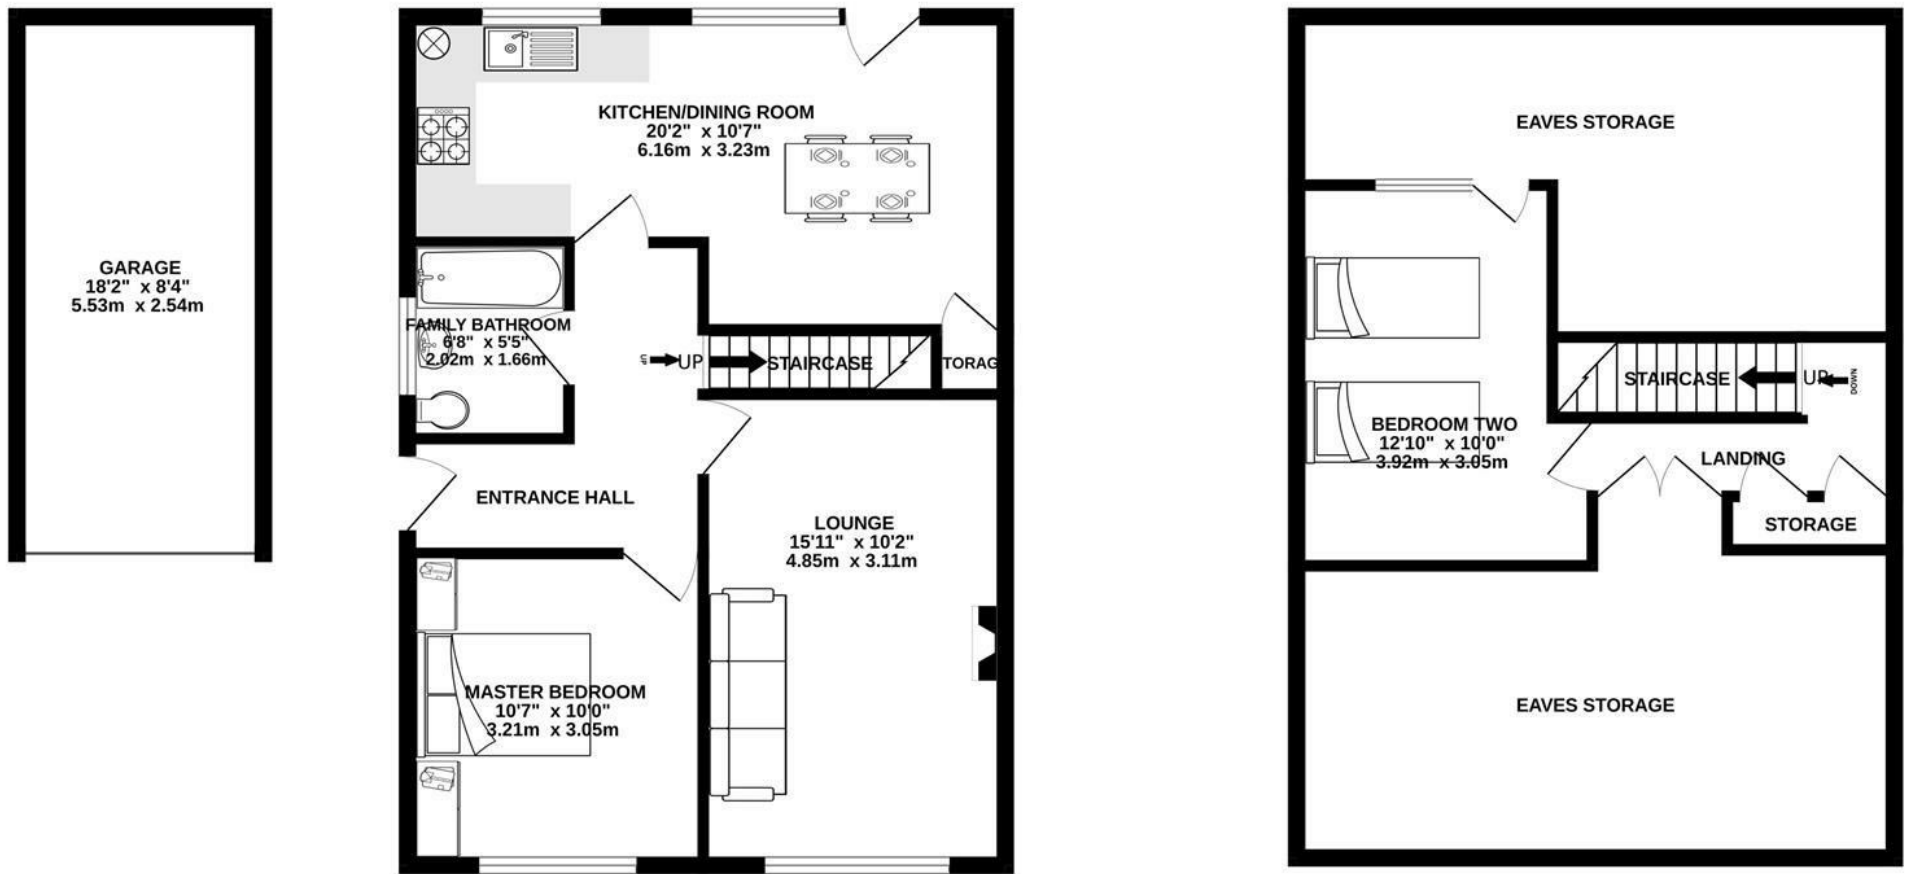 GARAGE
18'2" x 8'4"
5.53m x 2.54m
KITCHEN/DINING ROOM
20'2" x 10'7"
6.16m x 3.23m
FAMILY BATHROOM
6'8" x 5'5"
2.02m x 1.66m
UP
UP
STAIRCASE
TORAG
ENTRANCE HALL
LOUNGE
15'11" x 10'2"
4.85m x 3.11m
MASTER BEDROOM
10'7" x 10'0"
3.21m x 3.05m
EAVES STORAGE
STAIRCASE
UP
DOWN
BEDROOM TWO
12'10" x 10'0"
3.92m x 3.05m
LANDING
STORAGE
EAVES STORAGE